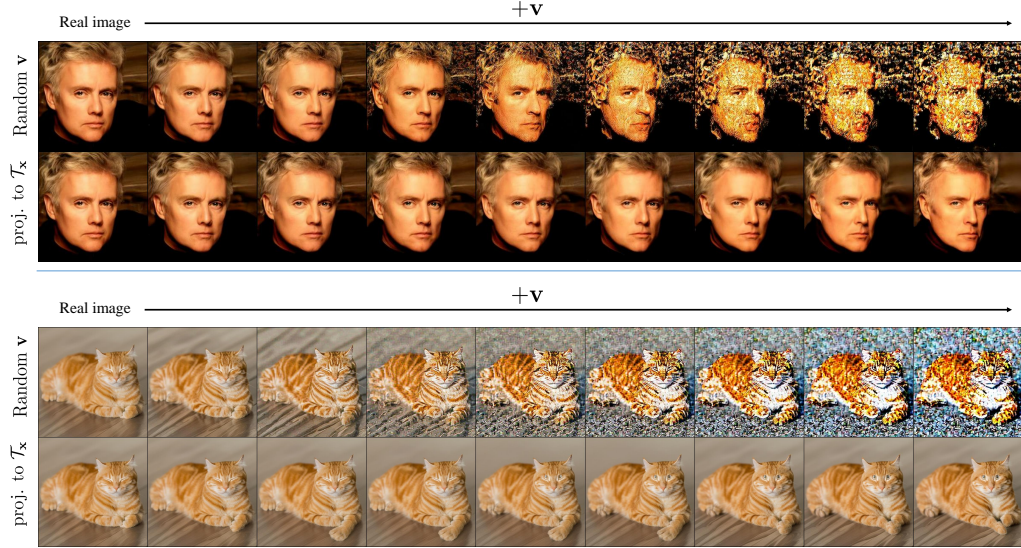 +v
Real image
Random v
proj. to 𝒯ₓ
+v
Real image
Random v
proj. to 𝒯ₓ